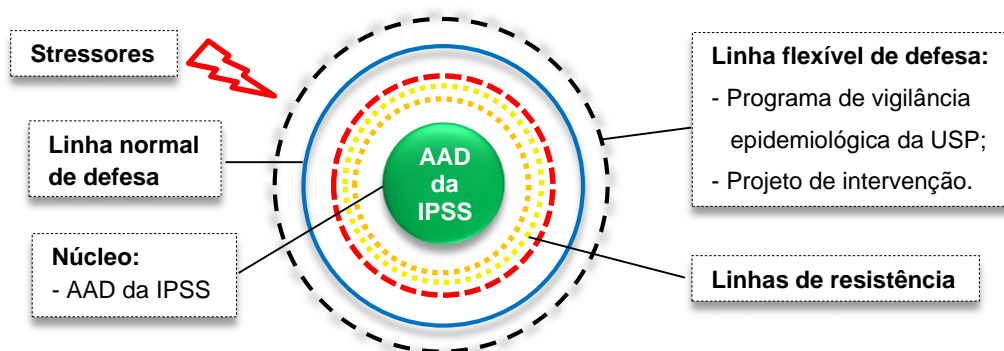 Stressores
Linha normal
de defesa
Núcleo:
- AAD da IPSS
AAD
da
IPSS
Linha flexível de defesa:
- Programa de vigilância
epidemiológica da USP;
- Projeto de intervenção.
Linhas de resistência